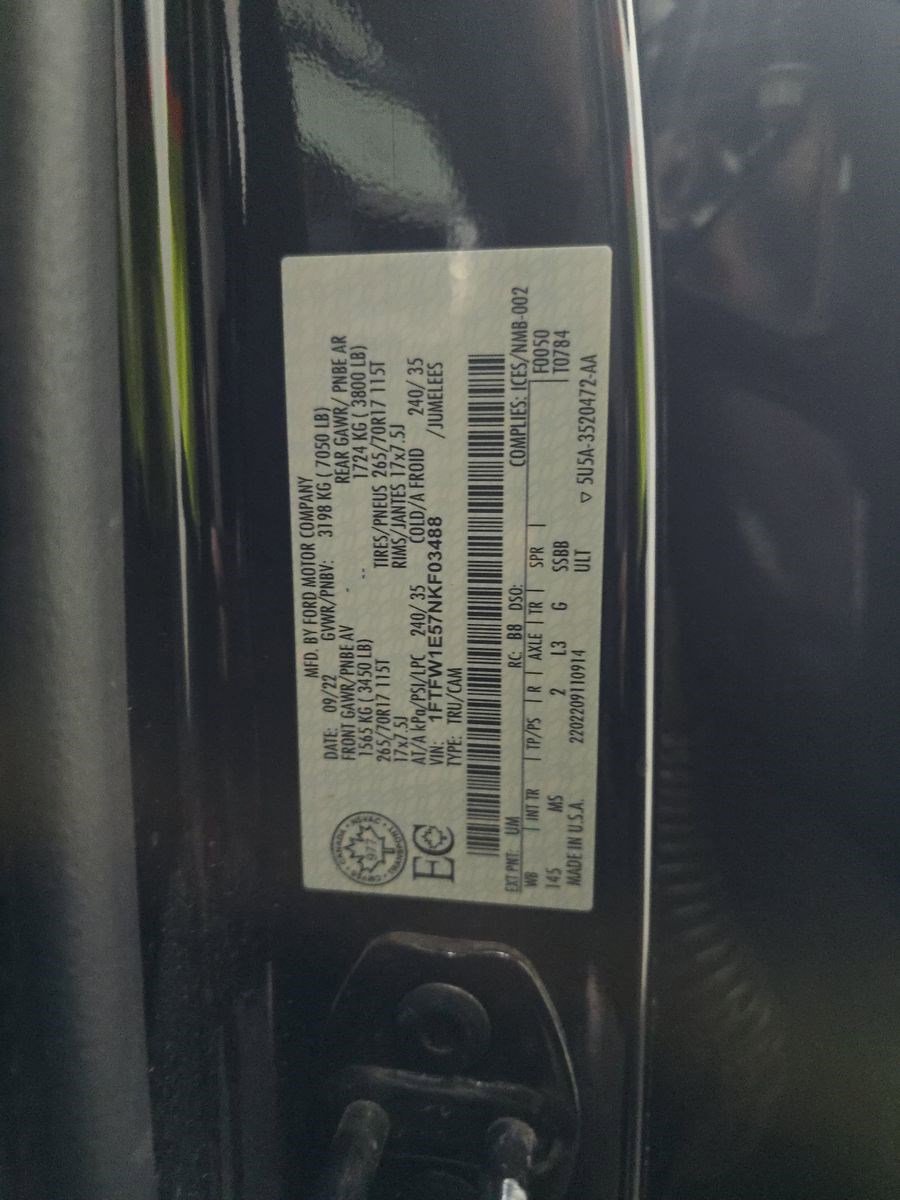 MFD. BY FORD MOTOR COMPANY
DATE: 09/22 GVWR/PNBV: 3198 KG ( 7050 LB)
FRONT GAWR/PNBE AV REAR GAWR/ PNBE AR
1565 KG ( 3450 LB) -- 1724 KG ( 3800 LB)
265/70R17 115T TIRES/PNEUS 265/70R17 115T
17x7.5J RIMS/JANTES 17x7.5J
AT/A kPa/PSI/LPC 240/ 35 COLD/A FROID 240/ 35
VIN: 1FTFW1E57NKF03488 /JUMELEES
TYPE: TRU/CAM
CANADA
977
EC
EXT PNT: UM RC: B8 DSO: COMPLIES: ICES/NMB-002
WB | INT TR | TP/PS | R | AXLE | TR | SPR | F0050
145 MS 2 L3 G SSBB T0784
MADE IN U.S.A. 2202209110914 ULT ▽ 5U5A-3520472-AA